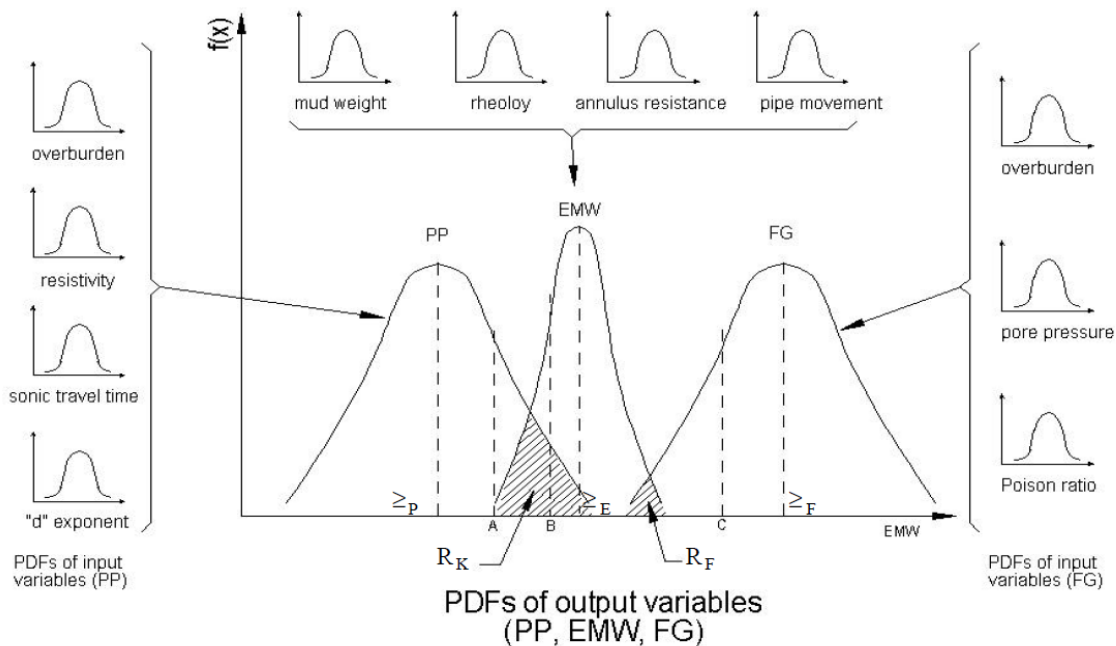 f(x)
mud weight
rheoloy
annulus resistance
pipe movement
overburden
resistivity
sonic travel time
"d" exponent
PDFs of input
variables (PP)
PP
EMW
FG
≥P
A
B
≥E
C
≥F
EMW
RK
RF
overburden
pore pressure
Poison ratio
PDFs of input
variables (FG)
PDFs of output variables
(PP, EMW, FG)